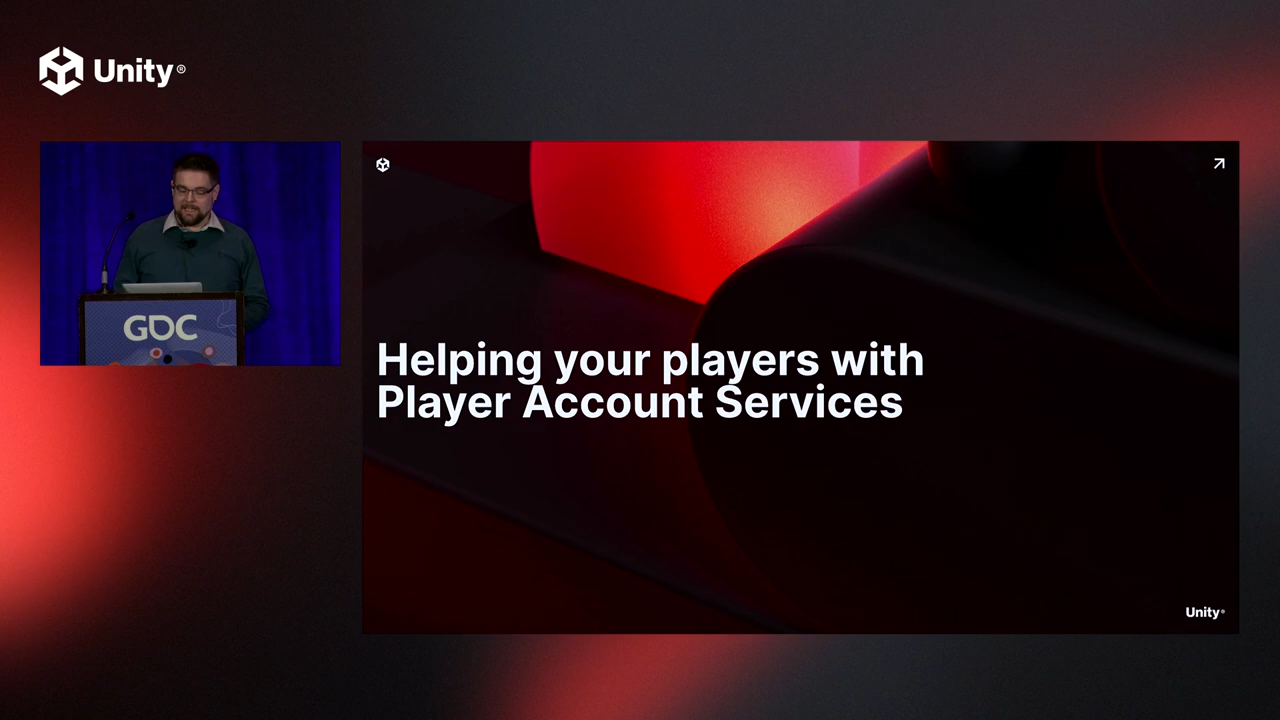 Unity®
GDC
Helping your players with
Player Account Services
Unity®